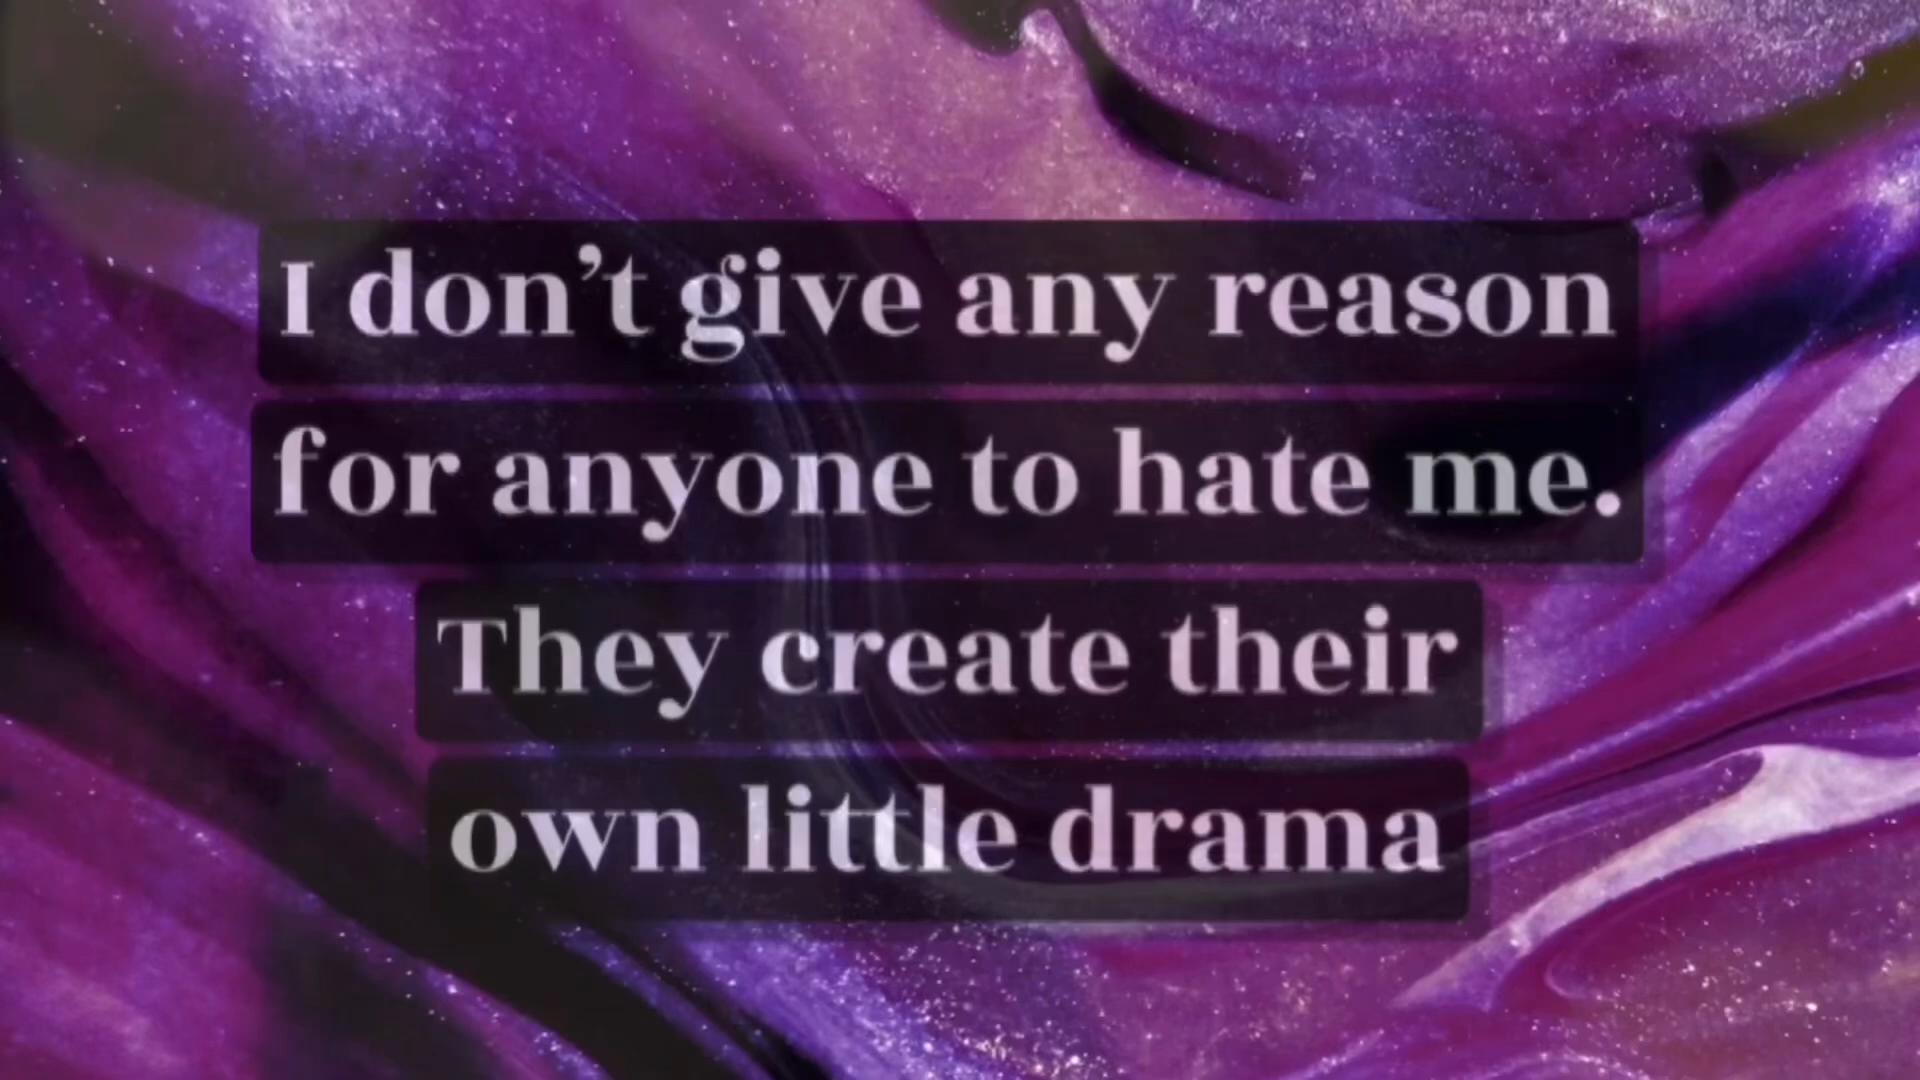 I don’t give any reason
for anyone to hate me.
They create their
own little drama